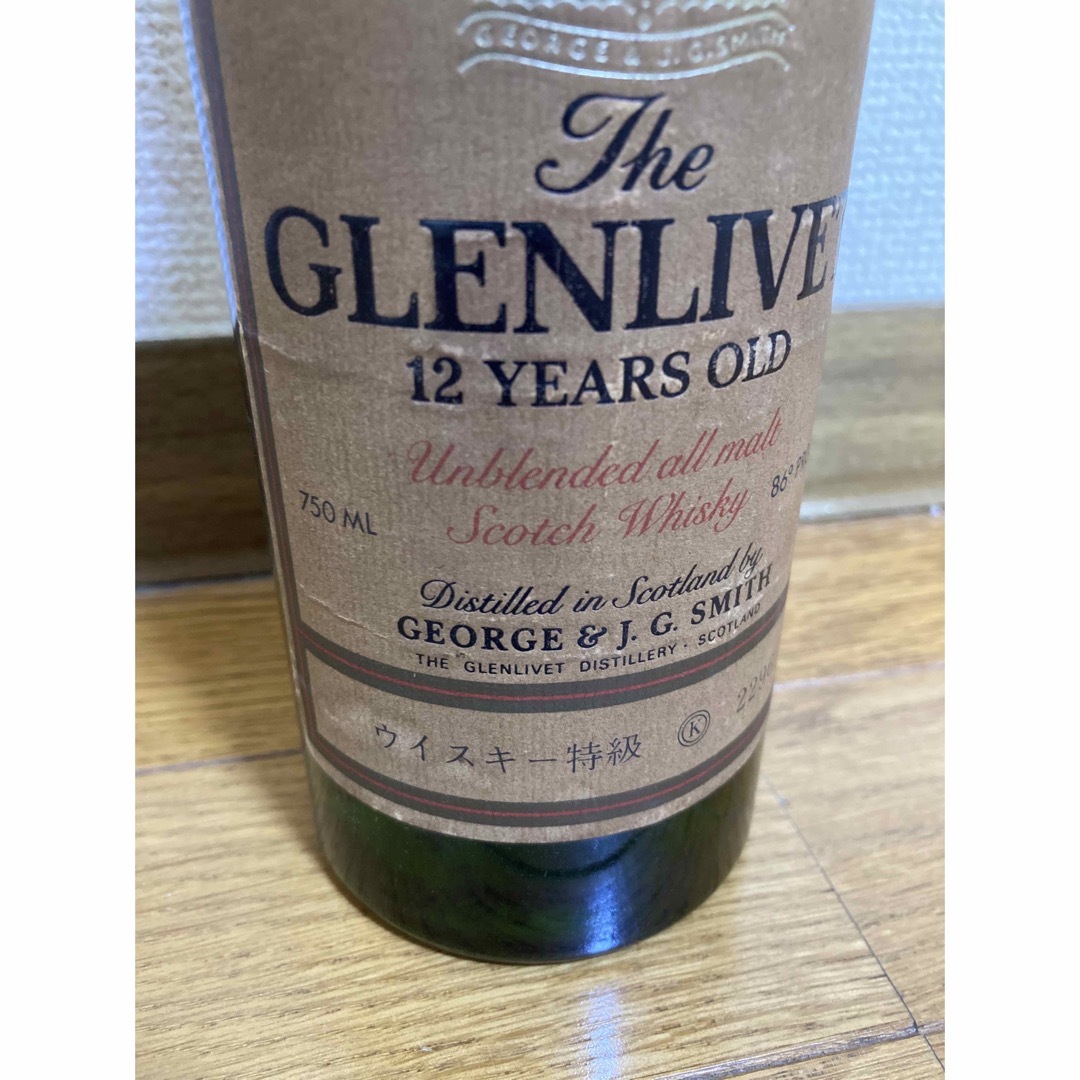 GEORGE & J.G.SMITH
The
GLENLIVET
12 YEARS OLD
Unblended all malt
Scotch Whisky
750 ML
86°
Distilled in Scotland by
GEORGE & J. G. SMITH
THE GLENLIVET DISTILLERY · SCOTLAND
ウイスキー特級 Ⓚ